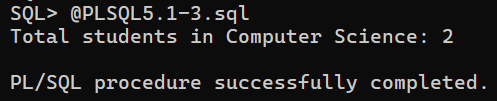 SQL> @PLSQL5.1-3.sql
Total students in Computer Science: 2
PL/SQL procedure successfully completed.